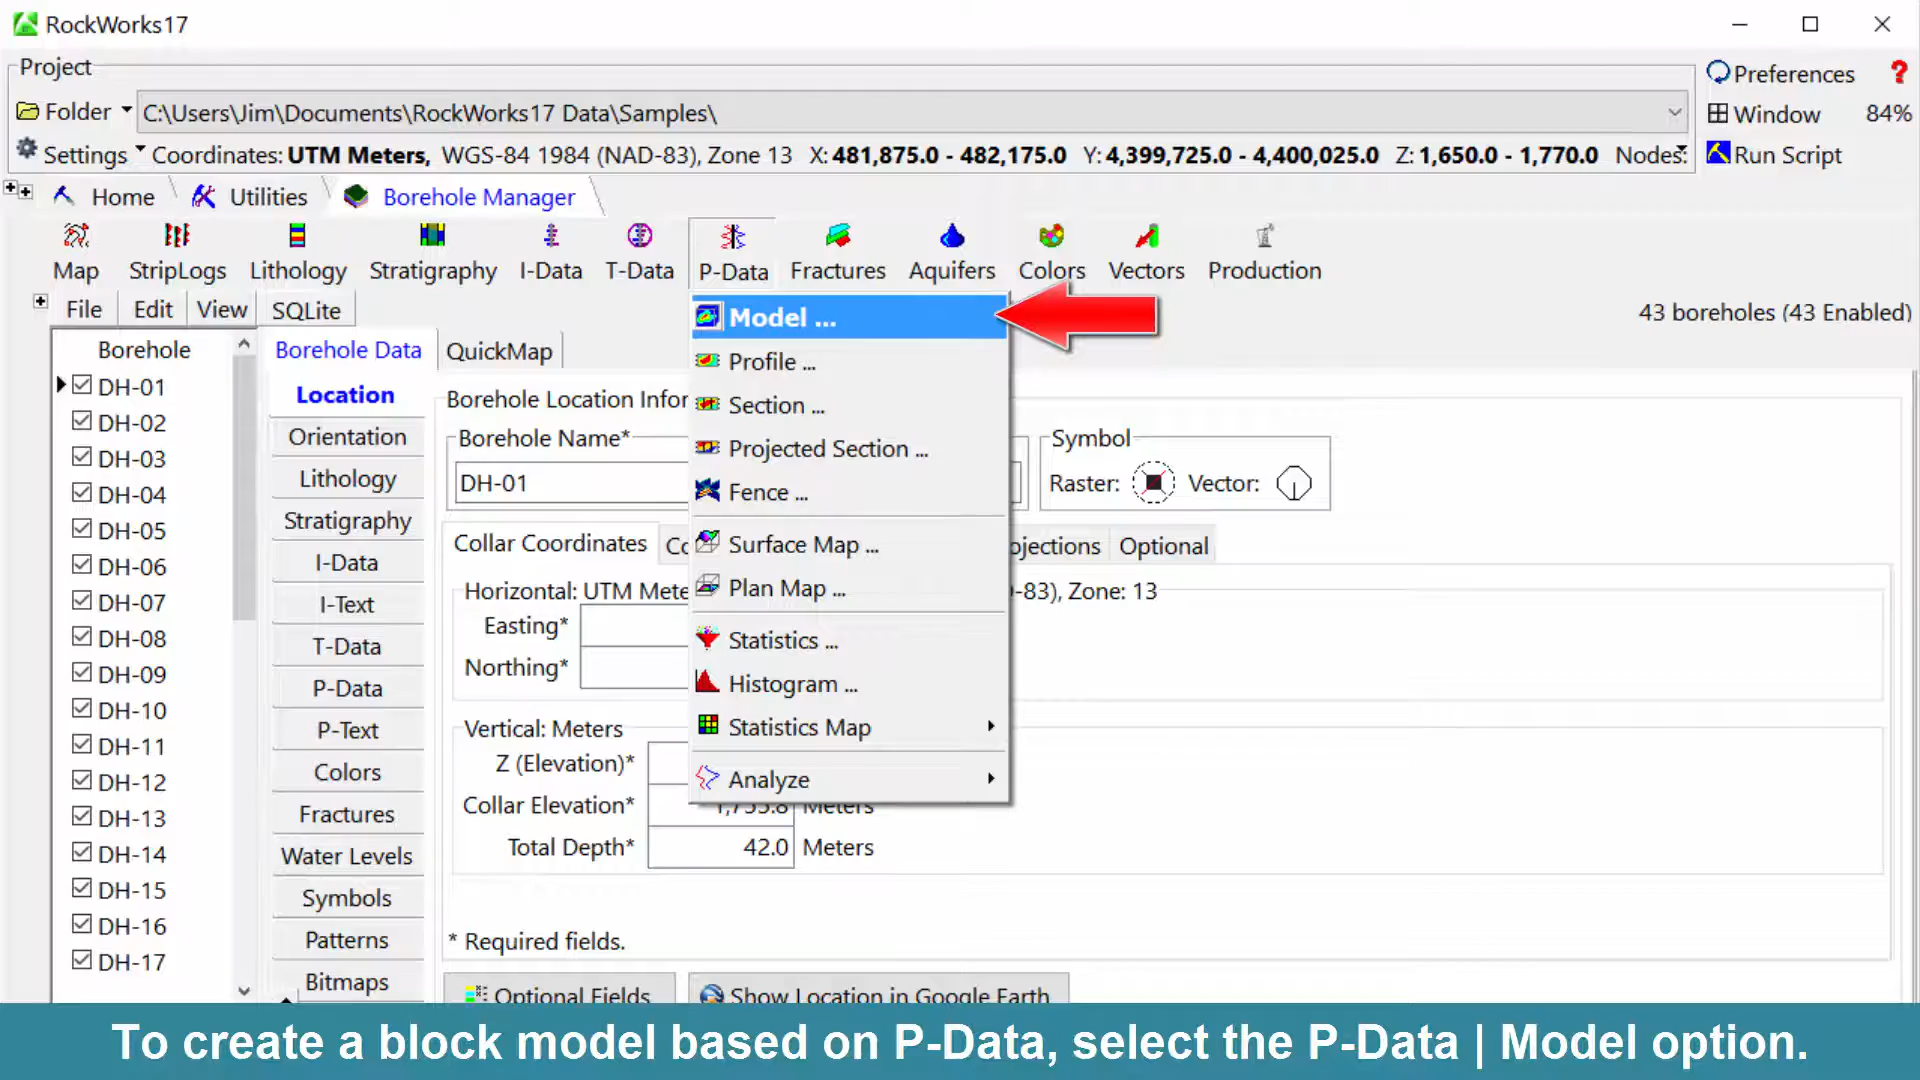 RockWorks17
Project
Folder C:\Users\Jim\Documents\RockWorks17 Data\Samples\
Settings Coordinates: UTM Meters, WGS-84 1984 (NAD-83), Zone 13 X: 481,875.0 - 482,175.0 Y: 4,399,725.0 - 4,400,025.0 Z: 1,650.0 - 1,770.0 Nodes:
Preferences ?
Window 84%
Run Script
Home Utilities Borehole Manager
Map StripLogs Lithology Stratigraphy I-Data T-Data P-Data Fractures Aquifers Colors Vectors Production
File Edit View SQLite
43 boreholes (43 Enabled)
Borehole
DH-01
DH-02
DH-03
DH-04
DH-05
DH-06
DH-07
DH-08
DH-09
DH-10
DH-11
DH-12
DH-13
DH-14
DH-15
DH-16
DH-17
Borehole Data QuickMap
Location
Orientation
Lithology
Stratigraphy
I-Data
I-Text
T-Data
P-Data
P-Text
Colors
Fractures
Water Levels
Symbols
Patterns
Bitmaps
Model ...
Profile ...
Section ...
Projected Section ...
Fence ...
Surface Map ...
Plan Map ...
Statistics ...
Histogram ...
Statistics Map
Analyze
Borehole Location Infor
Borehole Name*
DH-01
Symbol
Raster: Vector:
Collar Coordinates Co ojections Optional
Horizontal: UTM Mete -83), Zone: 13
Easting*
Northing*
Vertical: Meters
Z (Elevation)*
Collar Elevation* Meters
Total Depth* 42.0 Meters
* Required fields.
Optional Fields Show Location in Google Earth
To create a block model based on P-Data, select the P-Data | Model option.